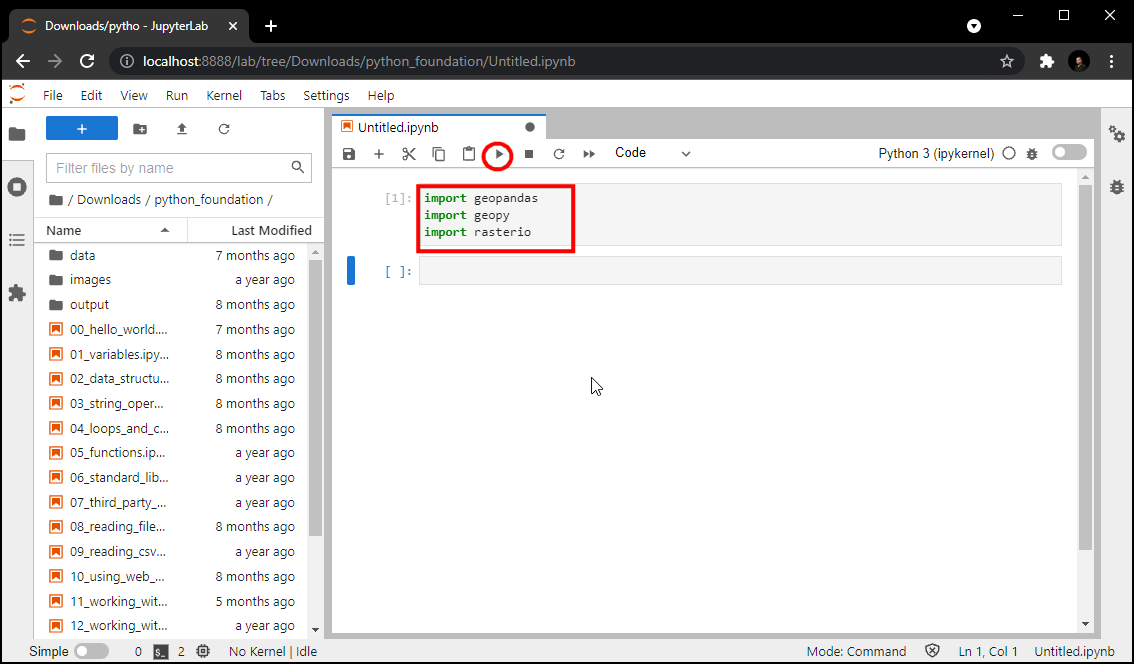 Downloads/pytho - JupyterLab
localhost:8888/lab/tree/Downloads/python_foundation/Untitled.ipynb
File Edit View Run Kernel Tabs Settings Help
Filter files by name
/ Downloads / python_foundation /
Name Last Modified
data 7 months ago
images a year ago
output 8 months ago
00_hello_world.... 7 months ago
01_variables.ipy... 8 months ago
02_data_structu... 8 months ago
03_string_oper... 8 months ago
04_loops_and_c... 8 months ago
05_functions.ip... a year ago
06_standard_lib... a year ago
07_third_party_... a year ago
08_reading_file... 8 months ago
09_reading_csv... a year ago
10_using_web_... 8 months ago
11_working_wit... 5 months ago
12_working_wit... a year ago
Untitled.ipynb
Code Python 3 (ipykernel)
[1]: import geopandas
import geopy
import rasterio
[ ]:
Simple 0 $_ 2 No Kernel | Idle Mode: Command Ln 1, Col 1 Untitled.ipynb